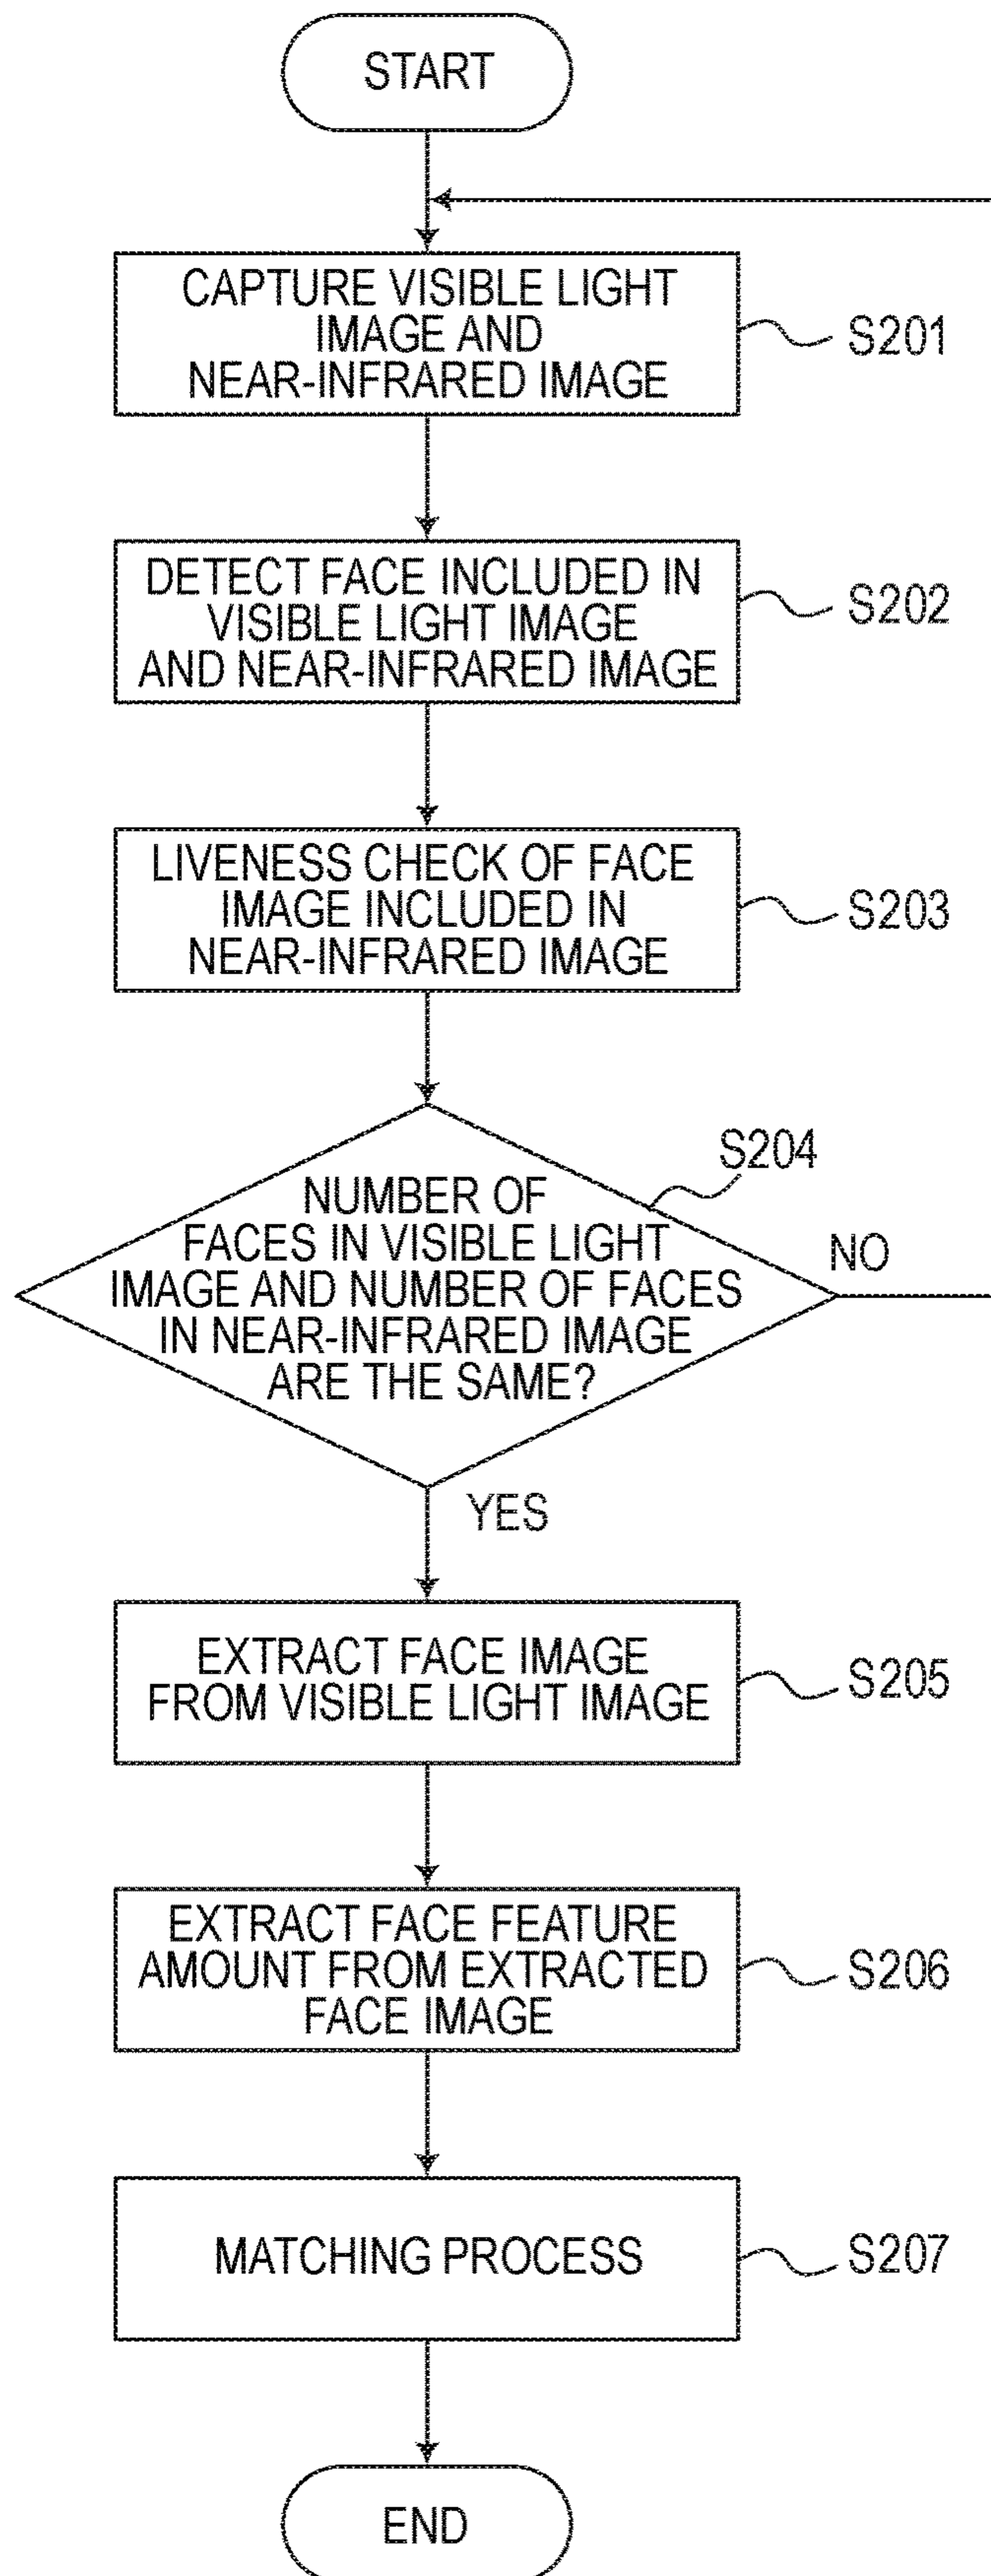 START
CAPTURE VISIBLE LIGHT
IMAGE AND
NEAR-INFRARED IMAGE
S201
DETECT FACE INCLUDED IN
VISIBLE LIGHT IMAGE
AND NEAR-INFRARED IMAGE
S202
LIVENESS CHECK OF FACE
IMAGE INCLUDED IN
NEAR-INFRARED IMAGE
S203
S204
NUMBER OF
FACES IN VISIBLE LIGHT
IMAGE AND NUMBER OF FACES
IN NEAR-INFRARED IMAGE
ARE THE SAME?
NO
YES
EXTRACT FACE IMAGE
FROM VISIBLE LIGHT IMAGE
S205
EXTRACT FACE FEATURE
AMOUNT FROM EXTRACTED
FACE IMAGE
S206
MATCHING PROCESS
S207
END